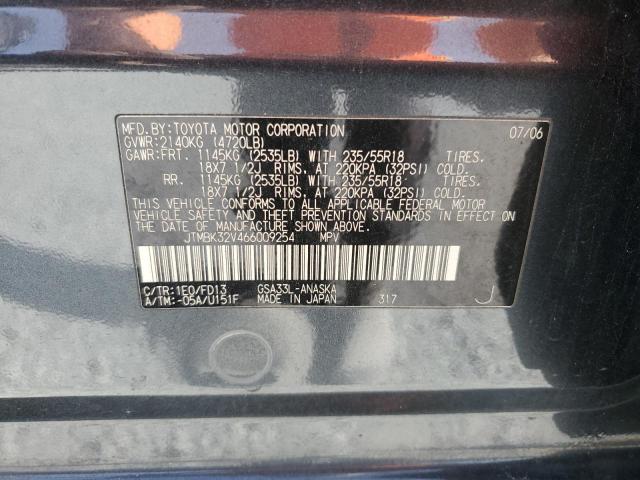 MFD.BY:TOYOTA MOTOR CORPORATION 07/06
GVWR:2140KG (4720LB)
GAWR:FRT. 1145KG (2535LB) WITH 235/55R18 TIRES.
18X7 1/2J RIMS, AT 220KPA (32PSI) COLD.
RR. 1145KG (2535LB) WITH 235/55R18 TIRES.
18X7 1/2J RIMS, AT 220KPA (32PSI) COLD.
THIS VEHICLE CONFORMS TO ALL APPLICABLE FEDERAL MOTOR
VEHICLE SAFETY AND THEFT PREVENTION STANDARDS IN EFFECT ON
THE DATE OF MANUFACTURE SHOWN ABOVE.
JTMBK32V466009254 MPV
C/TR:1E0/FD13 GSA33L-ANASKA
A/TM:-05A/U151F MADE IN JAPAN 317 J